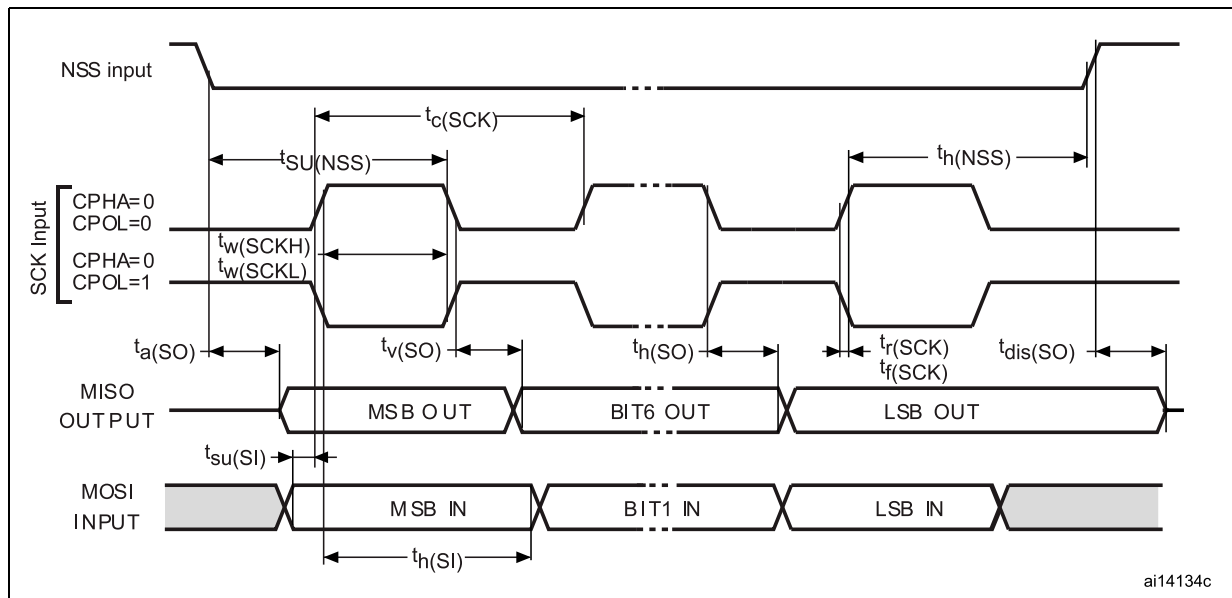 NSS input
tc(SCK)
tSU(NSS)
th(NSS)
SCK Input
CPHA=0
CPOL=0
tw(SCKH)
CPHA=0
tw(SCKL)
CPOL=1
ta(SO)
tv(SO)
th(SO)
tr(SCK)
tf(SCK)
tdis(SO)
MISO
OUTPUT
MSB OUT
BIT6 OUT
LSB OUT
tsu(SI)
MOSI
INPUT
MSB IN
BIT1 IN
LSB IN
th(SI)
ai14134c